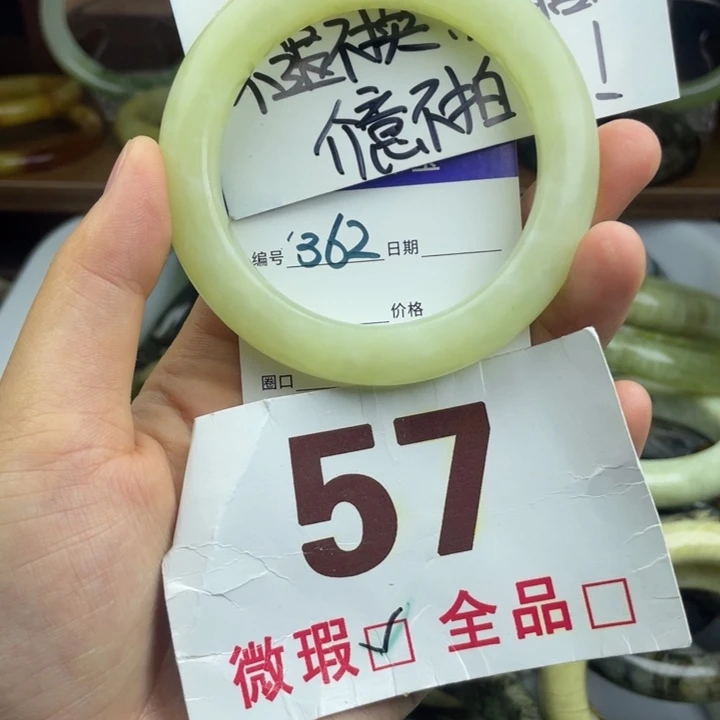 不退不换
介意不拍
！
编号 362 日期
价格
圈口
57
微瑕☑ 全品☐